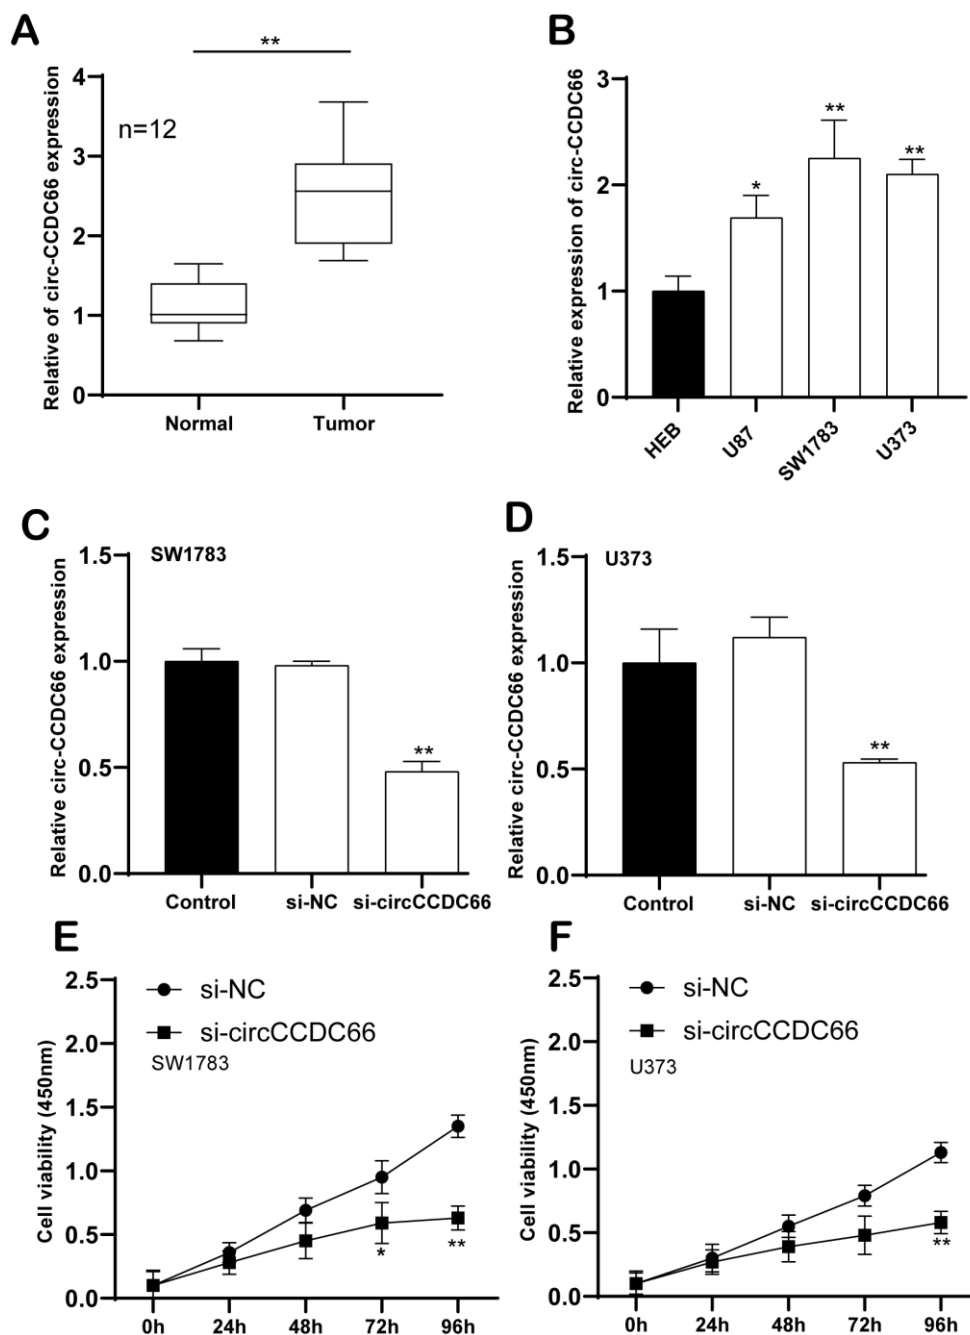 A
**
Relative of circ-CCDC66 expression
4
3
2
1
0
n=12
Normal Tumor
B
Relative expression of circ-CCDC66
3
2
1
0
*
**
**
HEB U87 SW1783 U373
C
SW1783
Relative circ-CCDC66 expression
1.5
1.0
0.5
0.0
**
Control si-NC si-circCCDC66
D
U373
Relative circ-CCDC66 expression
1.5
1.0
0.5
0.0
**
Control si-NC si-circCCDC66
E
si-NC
si-circCCDC66
SW1783
Cell viability (450nm)
2.5
2.0
1.5
1.0
0.5
0.0
*
**
0h 24h 48h 72h 96h
F
si-NC
si-circCCDC66
U373
Cell viability (450nm)
2.5
2.0
1.5
1.0
0.5
0.0
**
0h 24h 48h 72h 96h